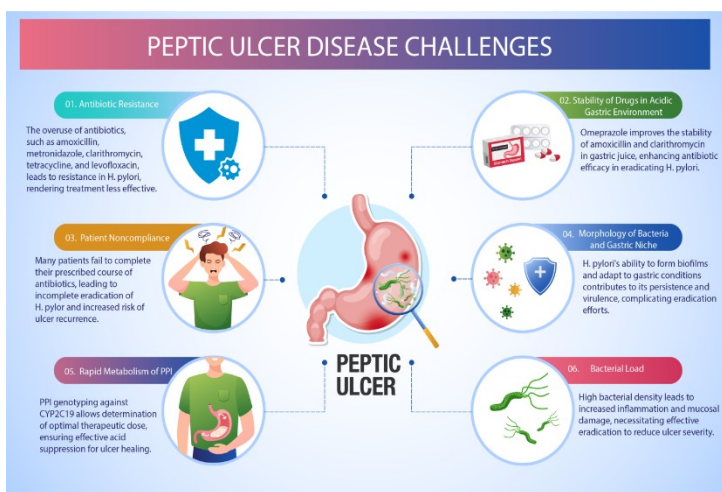 PEPTIC ULCER DISEASE CHALLENGES
01. Antibiotic Resistance
The overuse of antibiotics,
such as amoxicillin,
metronidazole, clarithromycin,
tetracycline, and levofloxacin,
leads to resistance in H. pylori,
rendering treatment less effective.
02. Stability of Drugs in Acidic
Gastric Environment
Omeprazole improves the stability
of amoxicillin and clarithromycin
in gastric juice, enhancing antibiotic
efficacy in eradicating H. pylori.
03. Patient Noncompliance
Many patients fail to complete
their prescribed course of
antibiotics, leading to
incomplete eradication of
H. pylor and increased risk of
ulcer recurrence.
04. Morphology of Bacteria
and Gastric Niche
H. pylori's ability to form biofilms
and adapt to gastric conditions
contributes to its persistence and
virulence, complicating eradication
efforts.
05. Rapid Metabolism of PPI
PPI genotyping against
CYP2C19 allows determination
of optimal therapeutic dose,
ensuring effective acid
suppression for ulcer healing.
PEPTIC
ULCER
06. Bacterial Load
High bacterial density leads to
increased inflammation and mucosal
damage, necessitating effective
eradication to reduce ulcer severity.